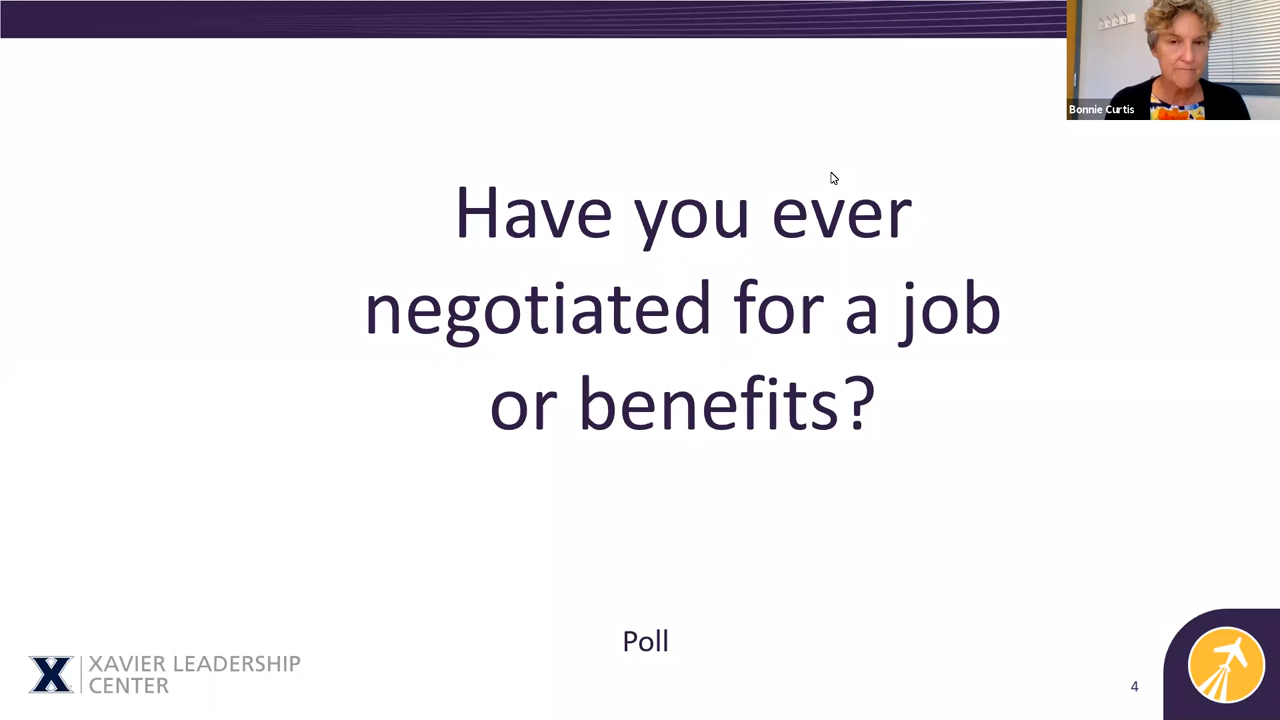 Bonnie Curtis
Have you ever
negotiated for a job
or benefits?
Poll
XAVIER LEADERSHIP
CENTER
4